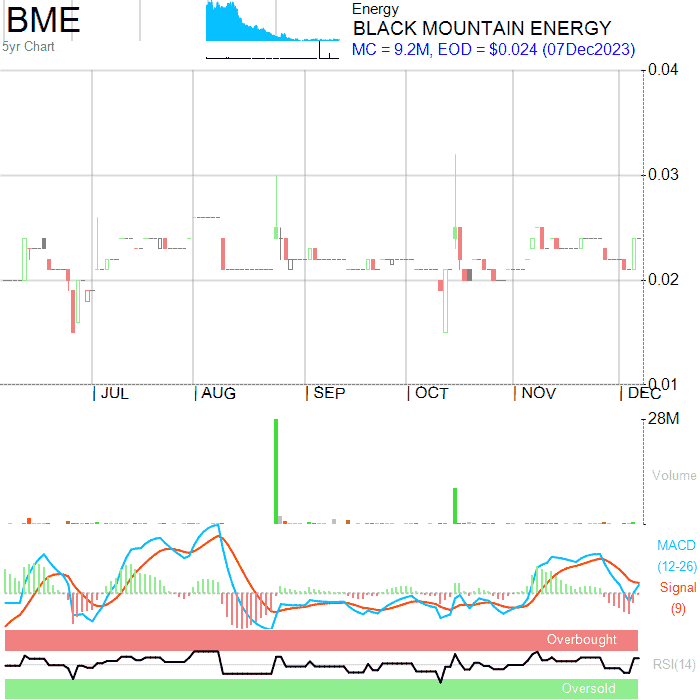 BME
5yr Chart
Energy
BLACK MOUNTAIN ENERGY
MC = 9.2M, EOD = $0.024 (07Dec2023)
0.04
0.03
0.02
0.01
JUL AUG SEP OCT NOV DEC
28M
Volume
MACD
(12-26)
Signal
(9)
Overbought
RSI(14)
Oversold